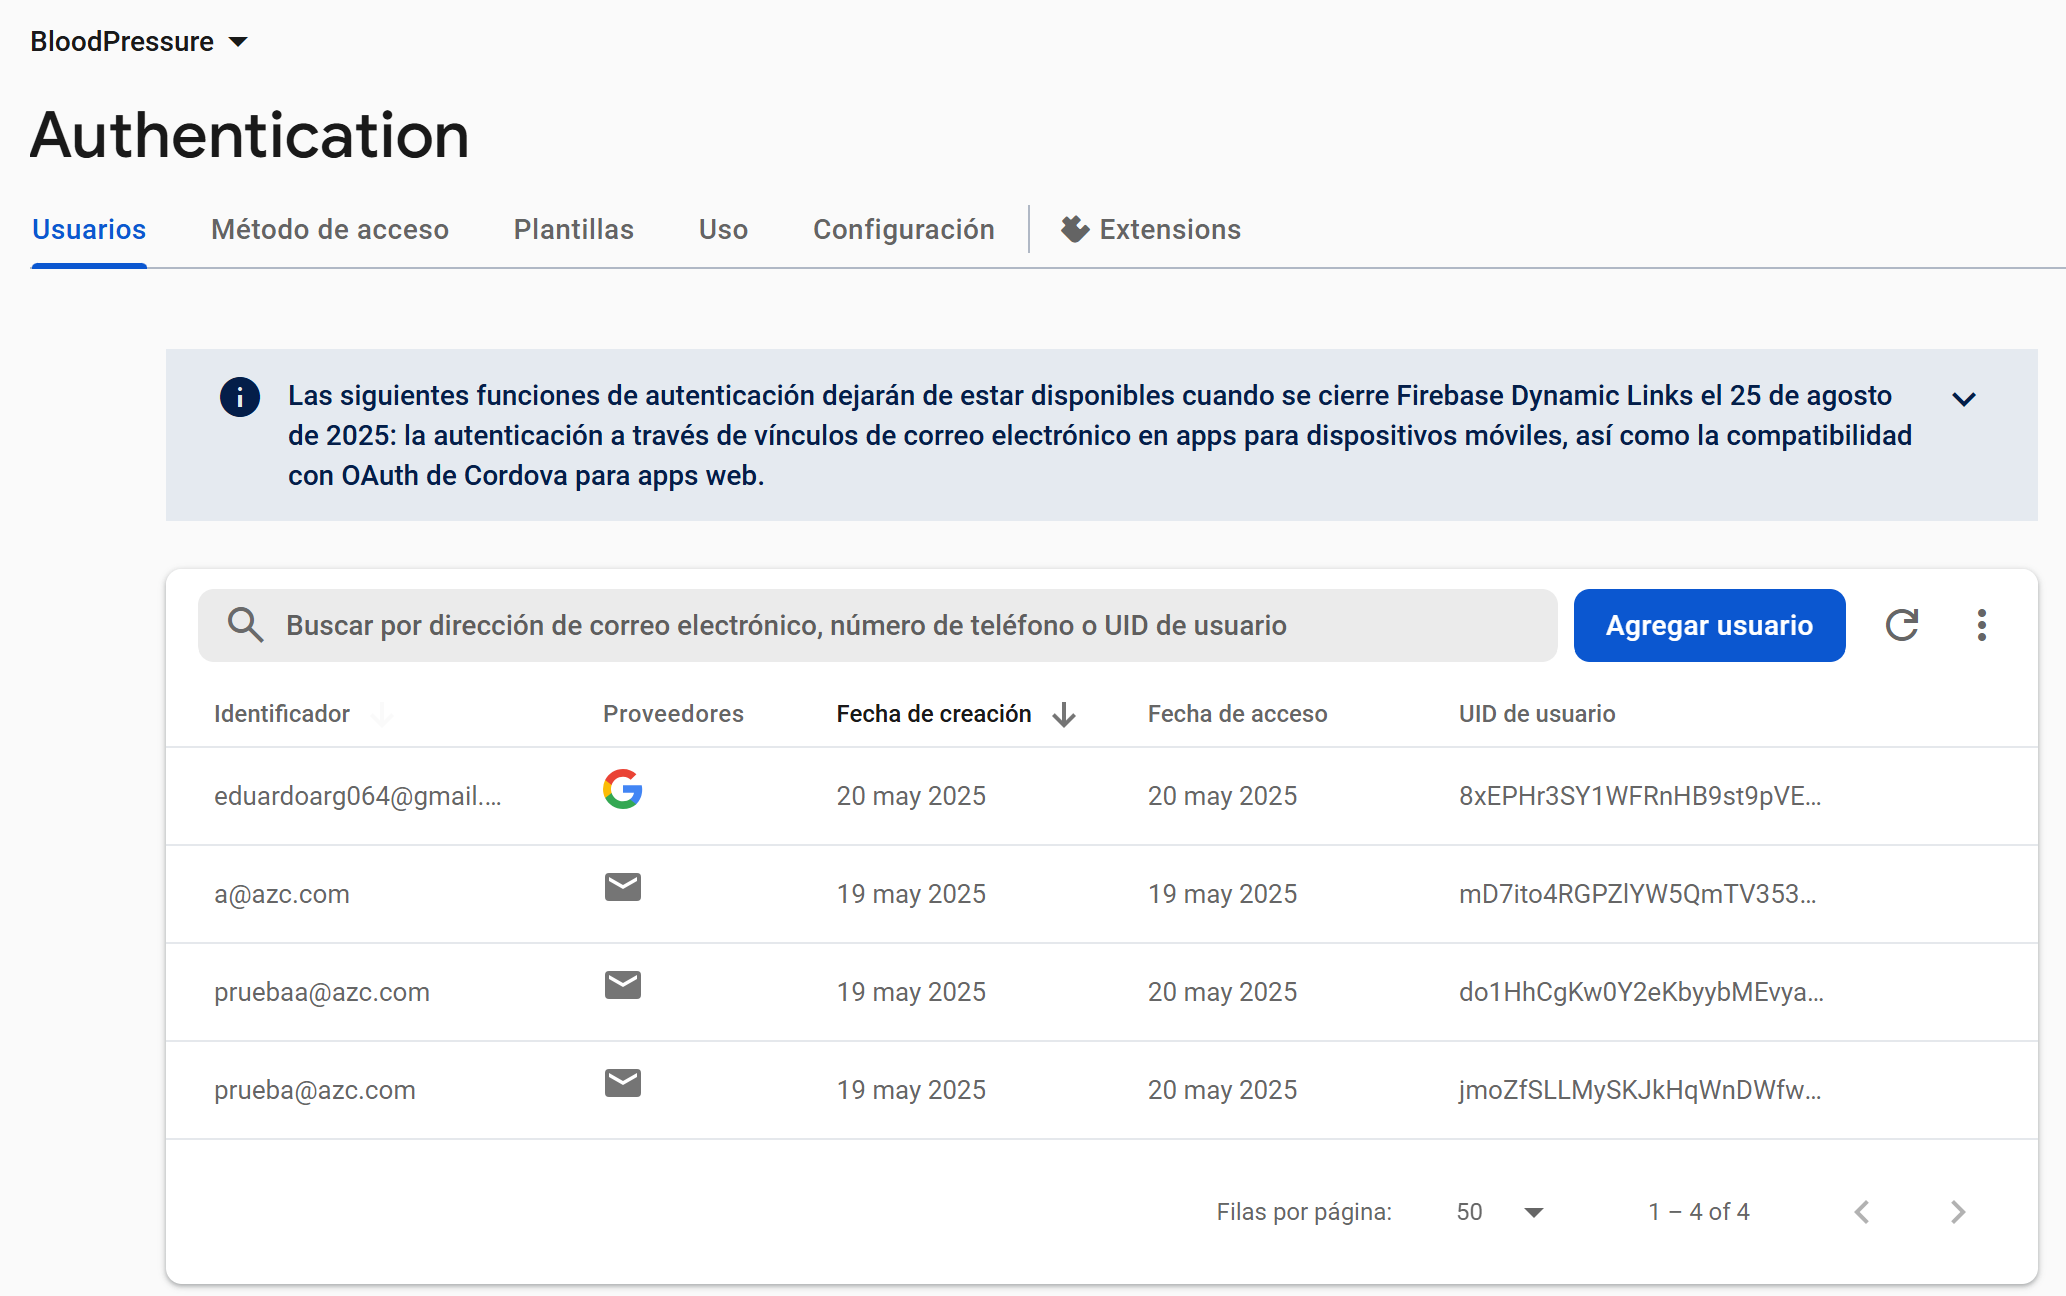 BloodPressure
Authentication
Usuarios Método de acceso Plantillas Uso Configuración Extensions
Las siguientes funciones de autenticación dejarán de estar disponibles cuando se cierre Firebase Dynamic Links el 25 de agosto
de 2025: la autenticación a través de vínculos de correo electrónico en apps para dispositivos móviles, así como la compatibilidad
con OAuth de Cordova para apps web.
Buscar por dirección de correo electrónico, número de teléfono o UID de usuario Agregar usuario
Identificador Proveedores Fecha de creación Fecha de acceso UID de usuario
eduardoarg064@gmail.... 20 may 2025 20 may 2025 8xEPHr3SY1WFRnHB9st9pVE...
a@azc.com 19 may 2025 19 may 2025 mD7ito4RGPZlYW5QmTV353...
pruebaa@azc.com 19 may 2025 20 may 2025 do1HhCgKw0Y2eKbyybMEvya...
prueba@azc.com 19 may 2025 20 may 2025 jmoZfSLLMySKJkHqWnDWfw...
Filas por página: 50 1 – 4 of 4